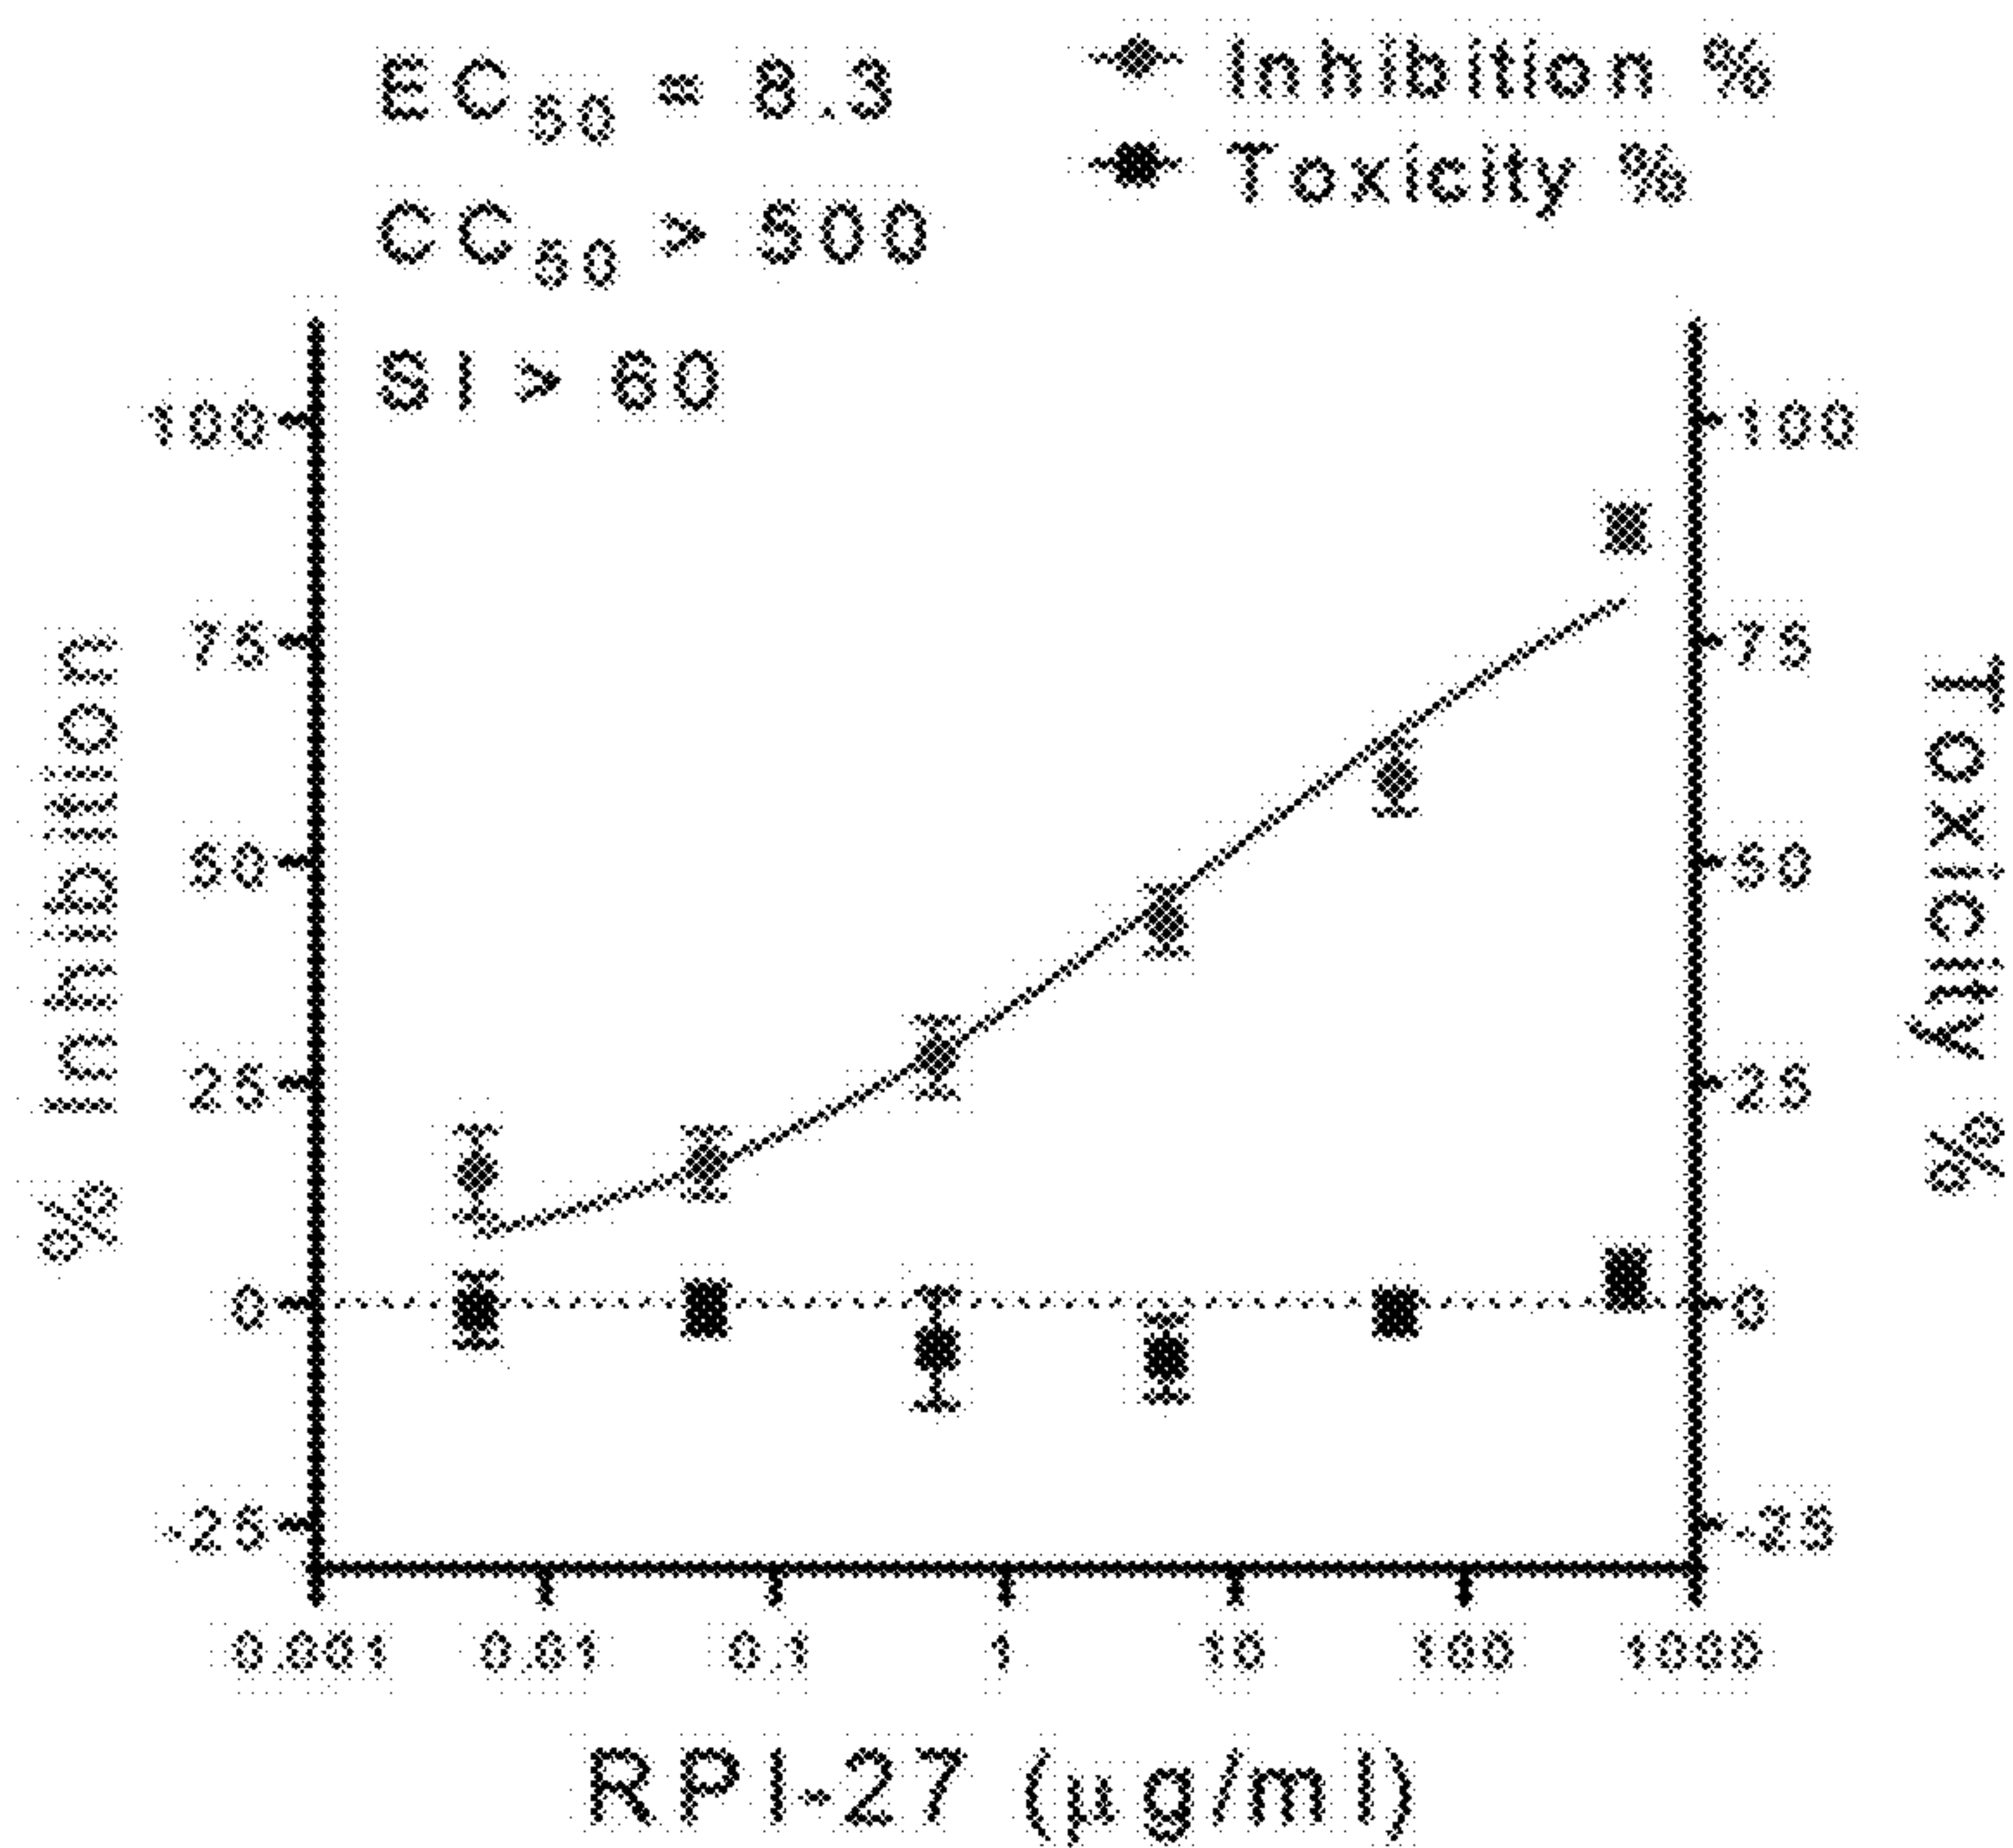 EC50 = 8.3
CC50 > 500
SI > 60
Inhibition %
Toxicity %
% Inhibition
100
75
50
25
0
-25
100
75
50
25
0
-25
% Toxicity
0.001 0.01 0.1 1 10 100 1000
RPI-27 (μg/ml)